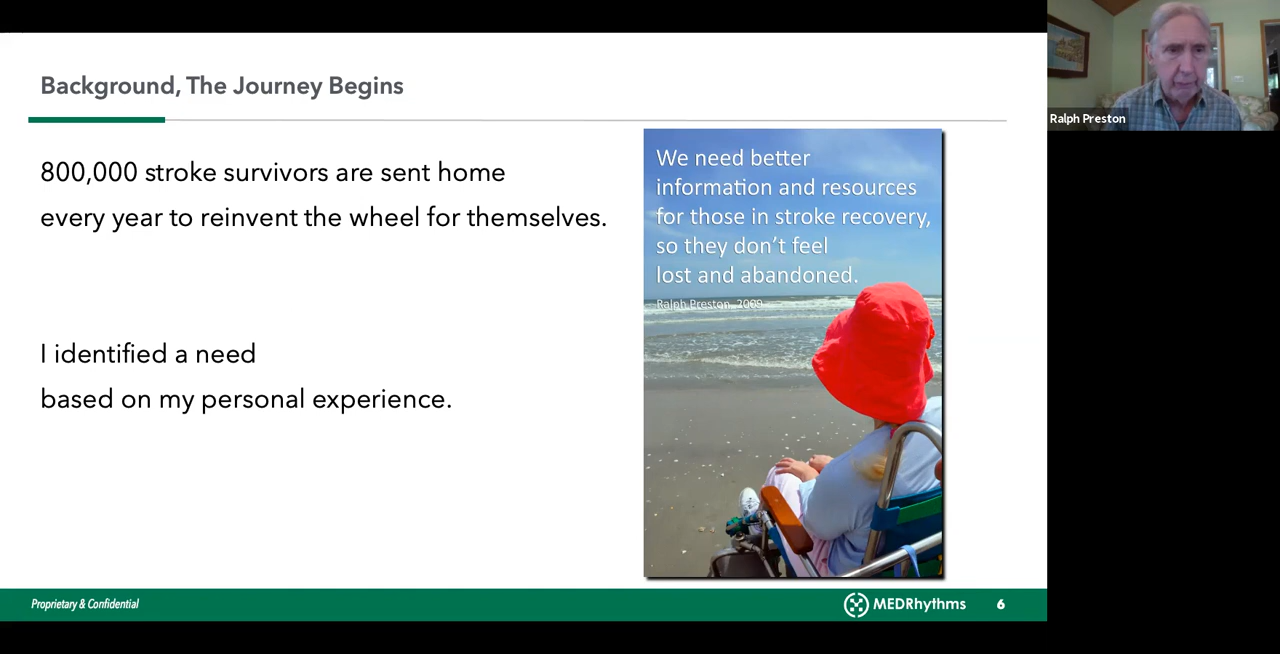 Background, The Journey Begins
800,000 stroke survivors are sent home
every year to reinvent the wheel for themselves.
I identified a need
based on my personal experience.
We need better
information and resources
for those in stroke recovery,
so they don't feel
lost and abandoned.
Ralph Preston, 2009
Proprietary & Confidential
MEDRhythms
6
Ralph Preston